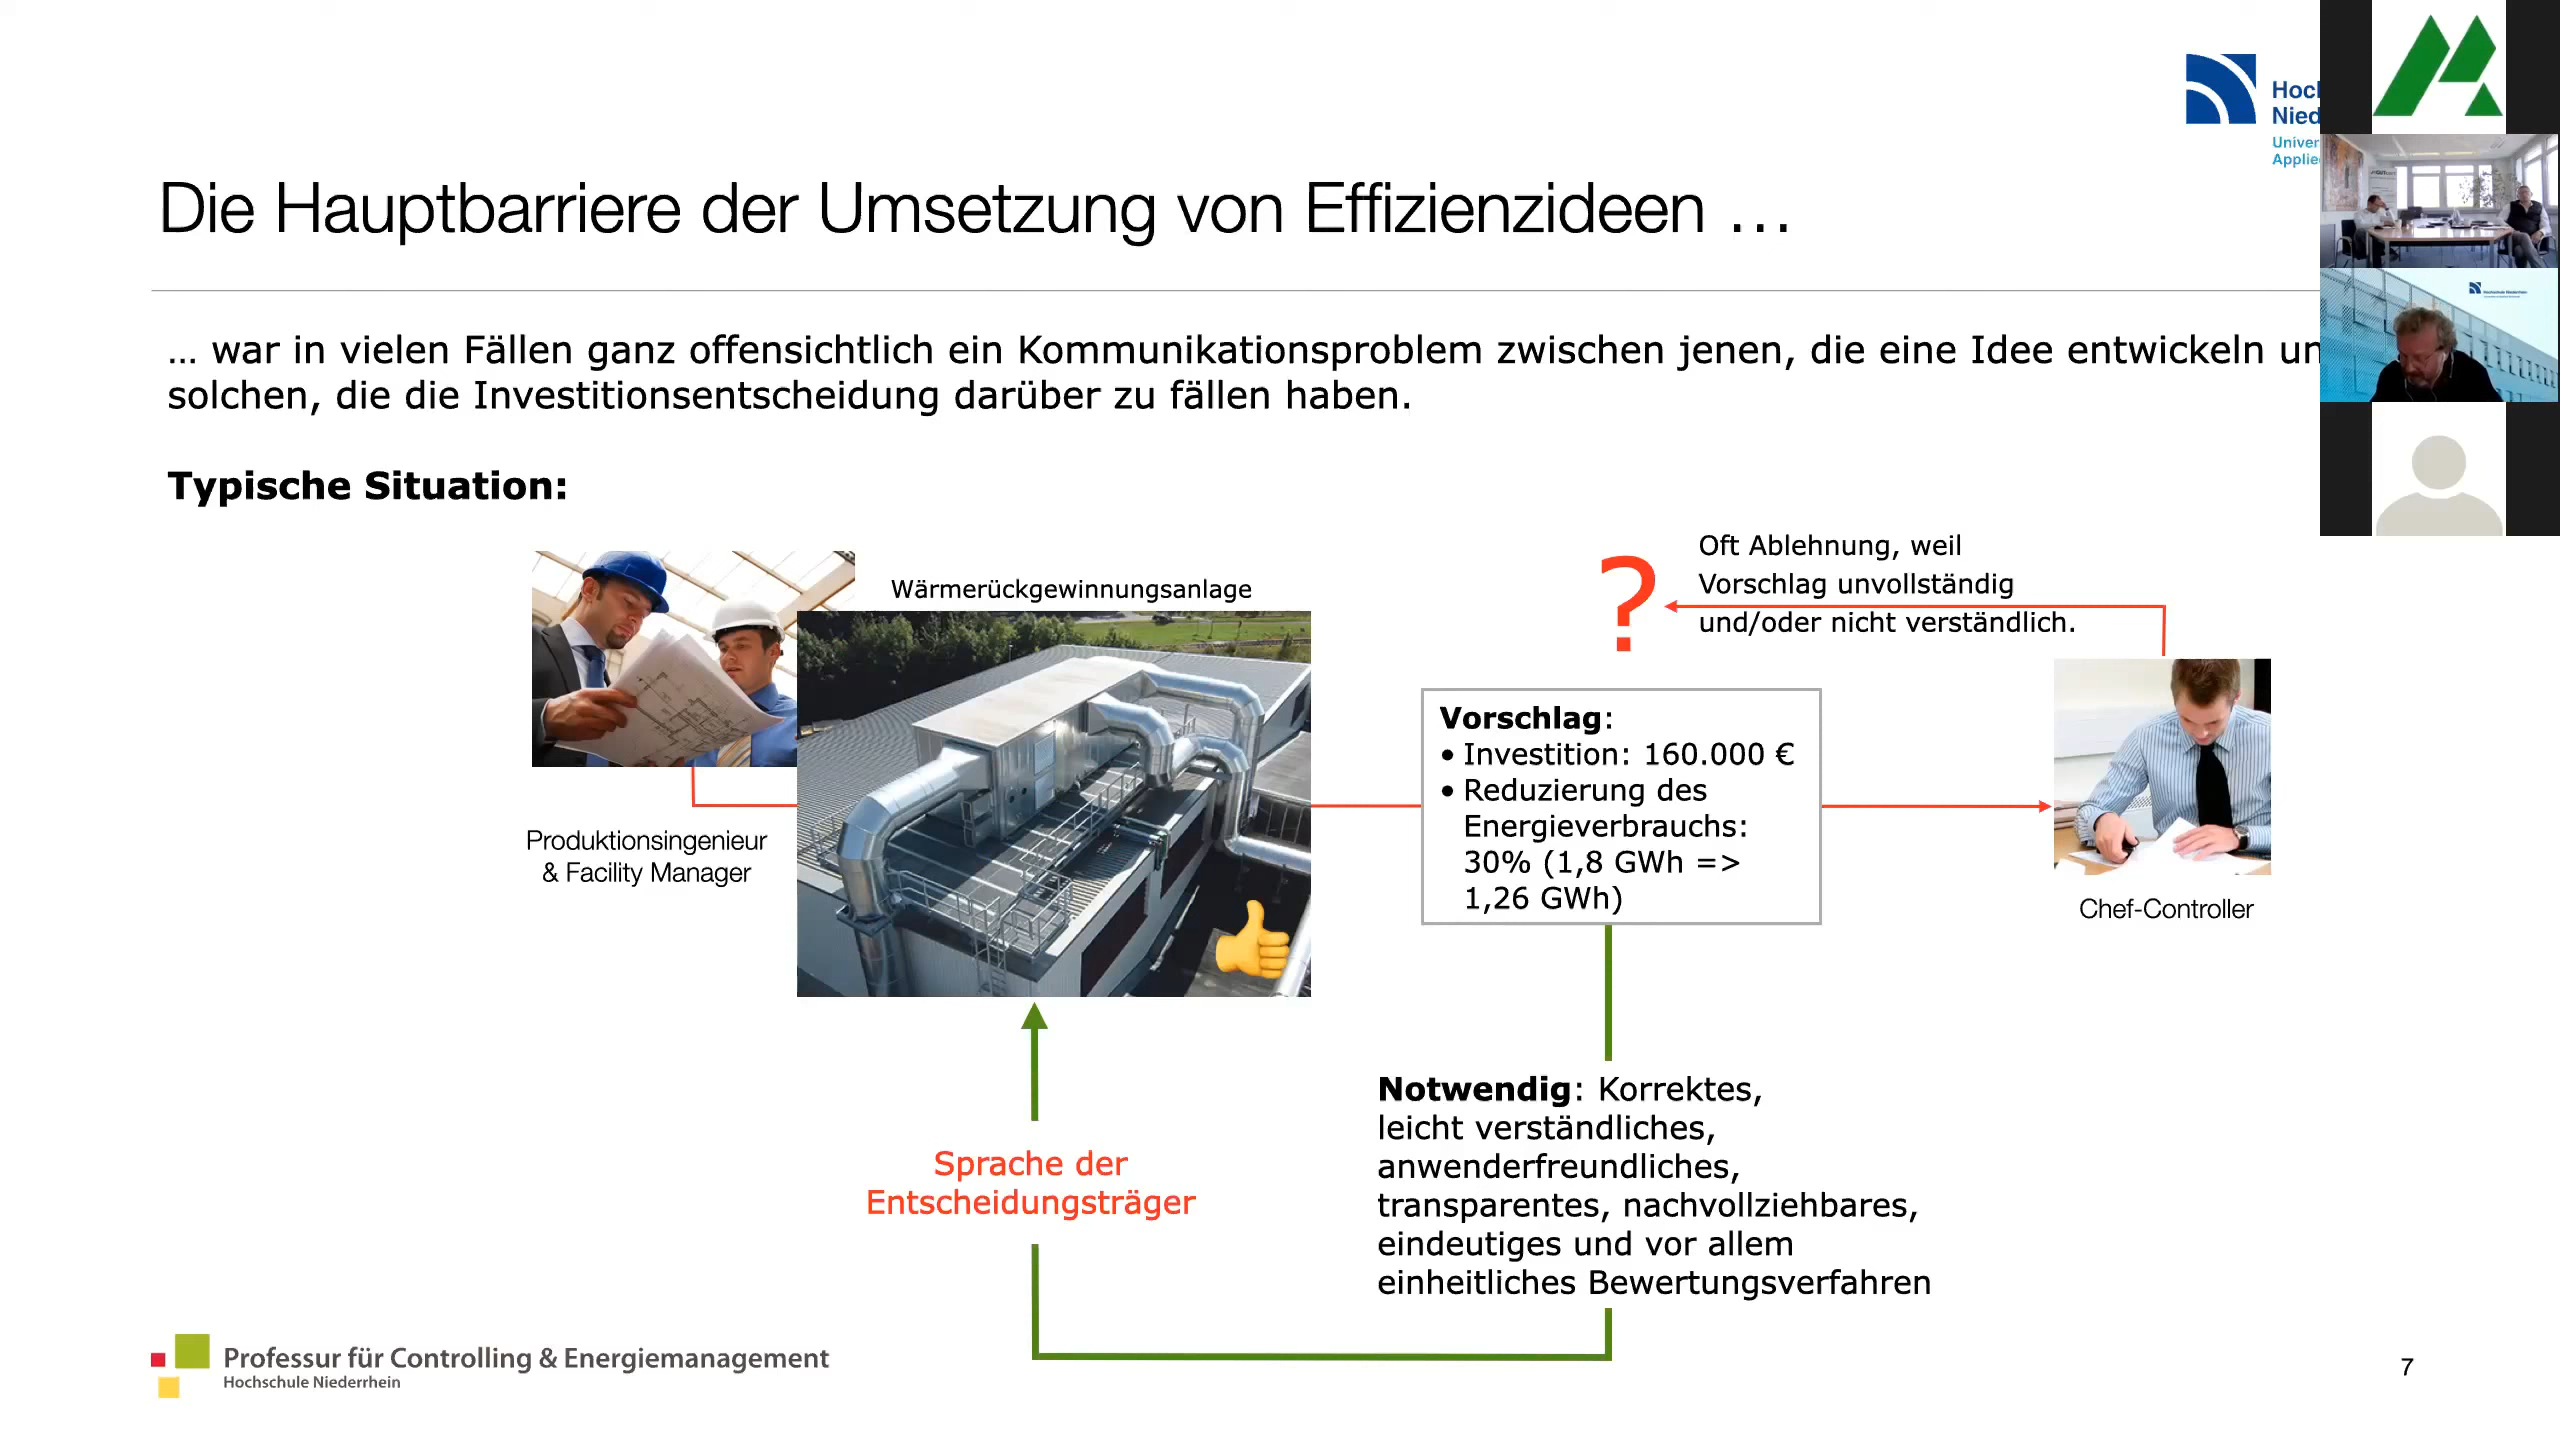 Die Hauptbarriere der Umsetzung von Effizienzideen ...
... war in vielen Fällen ganz offensichtlich ein Kommunikationsproblem zwischen jenen, die eine Idee entwickeln
solchen, die die Investitionsentscheidung darüber zu fällen haben.
Typische Situation:
Oft Ablehnung, weil
Vorschlag unvollständig
und/oder nicht verständlich.
?
Wärmerückgewinnungsanlage
Vorschlag:
• Investition: 160.000 €
• Reduzierung des
Energieverbrauchs:
30% (1,8 GWh =>
1,26 GWh)
Produktionsingenieur
& Facility Manager
Chef-Controller
Notwendig: Korrektes,
leicht verständliches,
anwenderfreundliches,
transparentes, nachvollziehbares,
eindeutiges und vor allem
einheitliches Bewertungsverfahren
Sprache der
Entscheidungsträger
Professur für Controlling & Energiemanagement
Hochschule Niederrhein
7